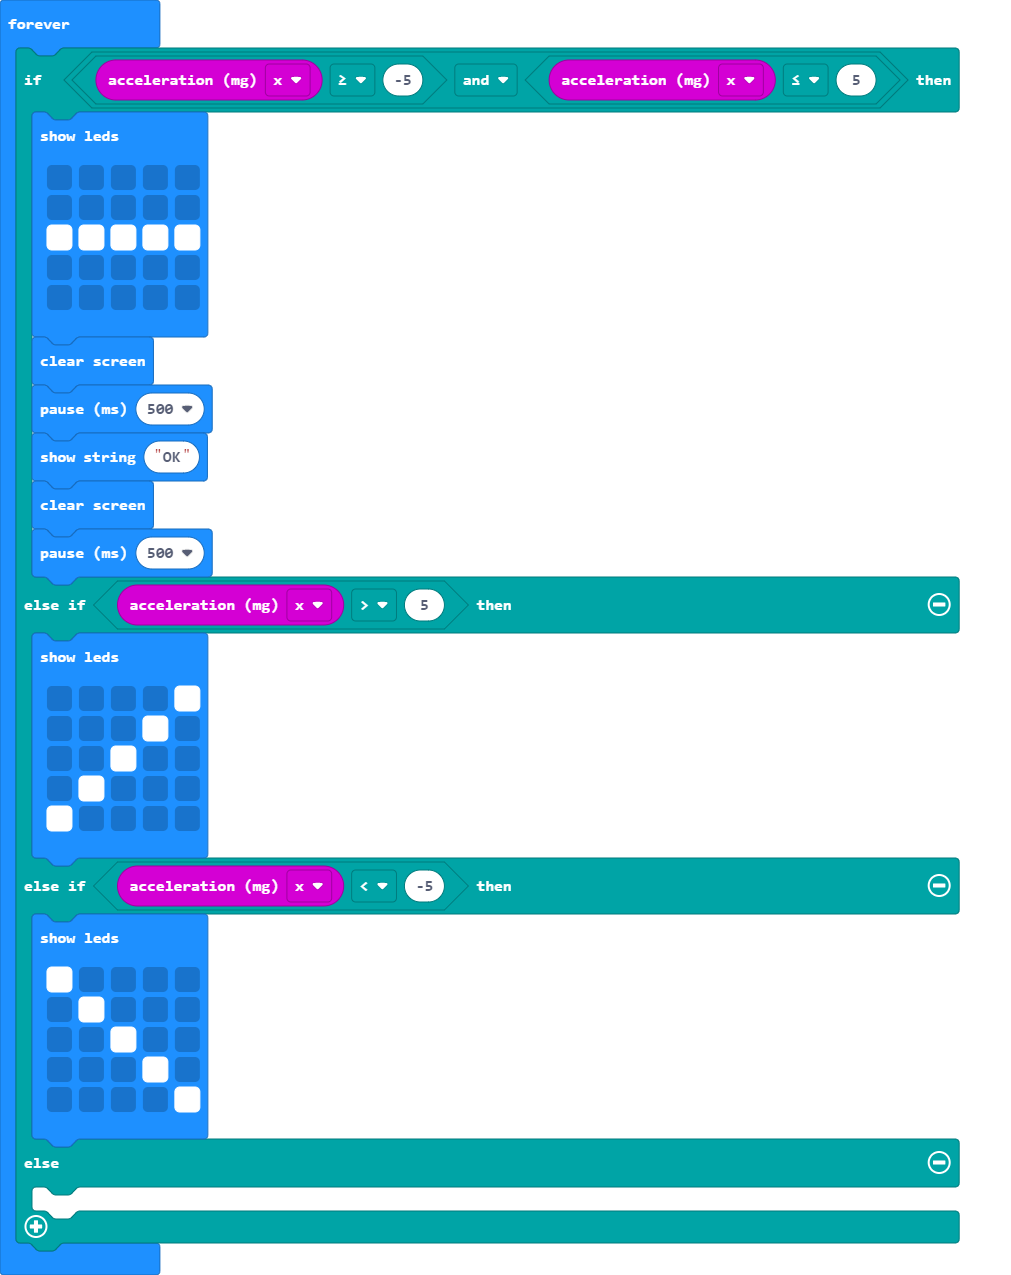 forever
if acceleration (mg) x ≥ -5 and acceleration (mg) x ≤ 5 then
show leds
clear screen
pause (ms) 500
show string "OK"
clear screen
pause (ms) 500
else if acceleration (mg) x > 5 then
show leds
else if acceleration (mg) x < -5 then
show leds
else